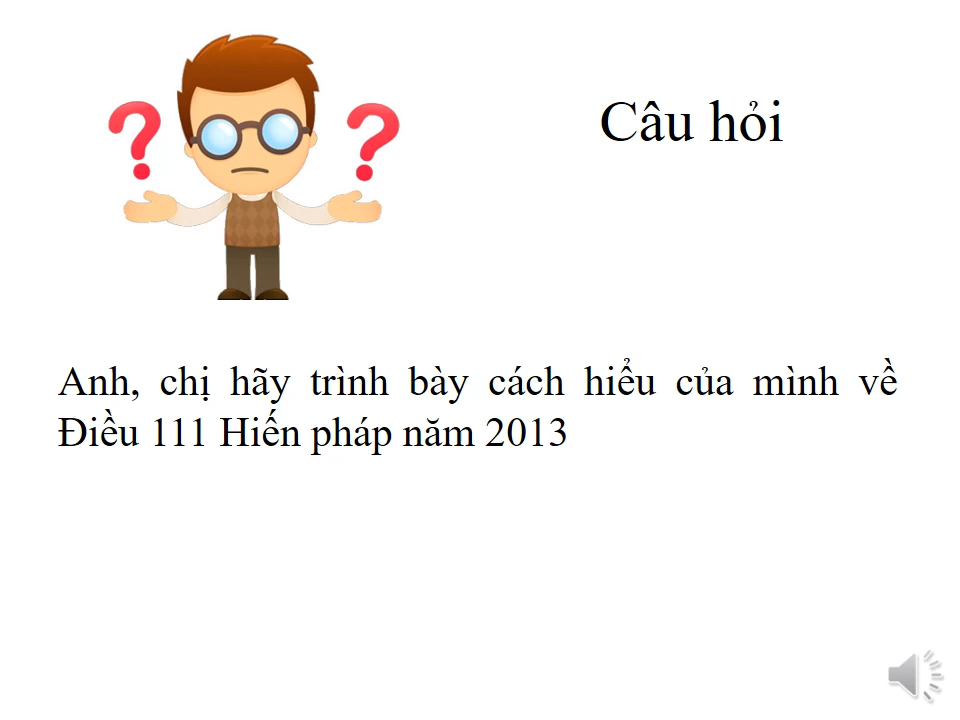 Câu hỏi
Anh, chị hãy trình bày cách hiểu của mình về
Điều 111 Hiến pháp năm 2013